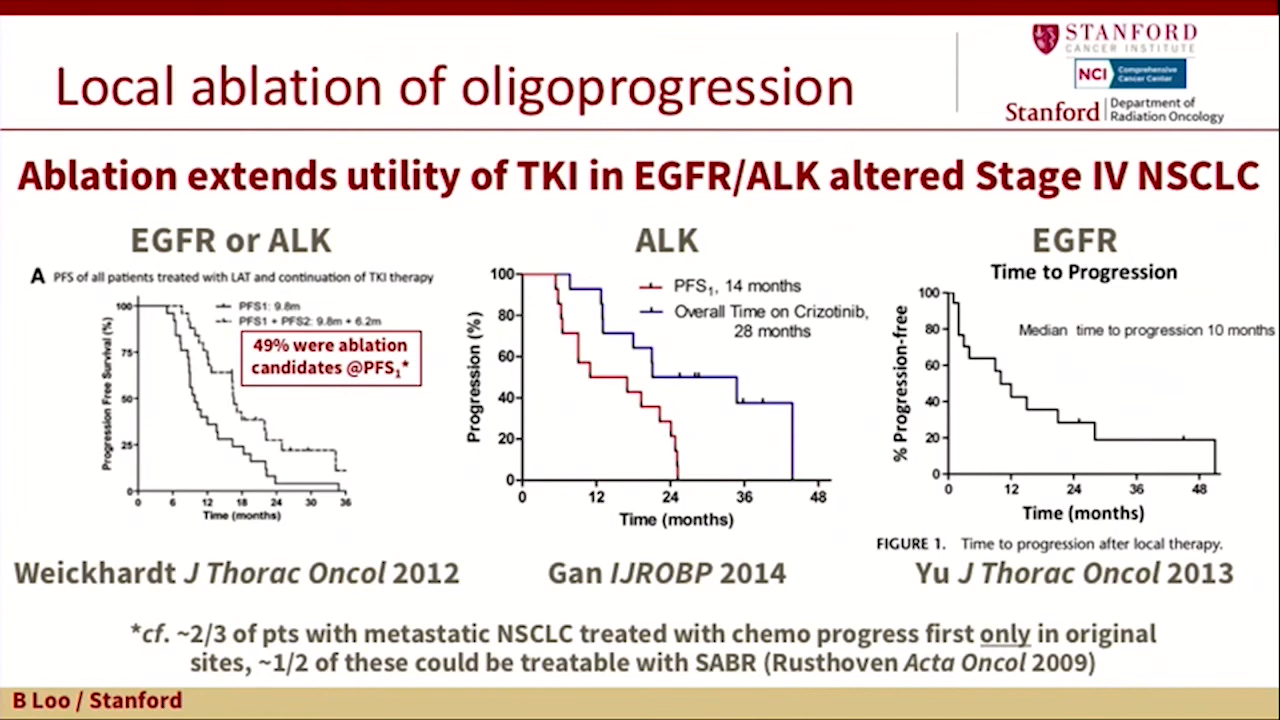 STANFORD
CANCER INSTITUTE
NCI Comprehensive Cancer Center
Stanford Department of Radiation Oncology
Local ablation of oligoprogression
Ablation extends utility of TKI in EGFR/ALK altered Stage IV NSCLC
EGFR or ALK
A PFS of all patients treated with LAT and continuation of TKI therapy
PFS1: 9.8m
PFS1 + PFS2: 9.8m + 6.2m
49% were ablation
candidates @PFS1*
Progression Free Survival (%)
100
75
50
25
0
0 6 12 18 24 30 36
Time (months)
Weickhardt J Thorac Oncol 2012
ALK
PFS1, 14 months
Overall Time on Crizotinib,
28 months
Progression (%)
100
80
60
40
20
0
0 12 24 36 48
Time (months)
Gan IJROBP 2014
EGFR
Time to Progression
Median time to progression 10 months
% Progression-free
100
80
60
40
20
0
0 12 24 36 48
Time (months)
FIGURE 1. Time to progression after local therapy.
Yu J Thorac Oncol 2013
*cf. ~2/3 of pts with metastatic NSCLC treated with chemo progress first only in original
sites, ~1/2 of these could be treatable with SABR (Rusthoven Acta Oncol 2009)
B Loo / Stanford